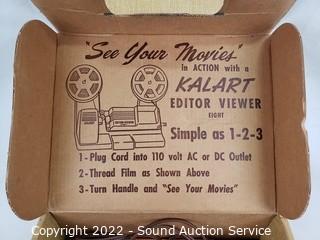 "See Your Movies"
in ACTION with a
KALART
EDITOR VIEWER
EIGHT
Simple as 1-2-3
1-Plug Cord into 110 volt AC or DC Outlet
2-Thread Film as Shown Above
3-Turn Handle and "See Your Movies"
Copyright 2022 - Sound Auction Service